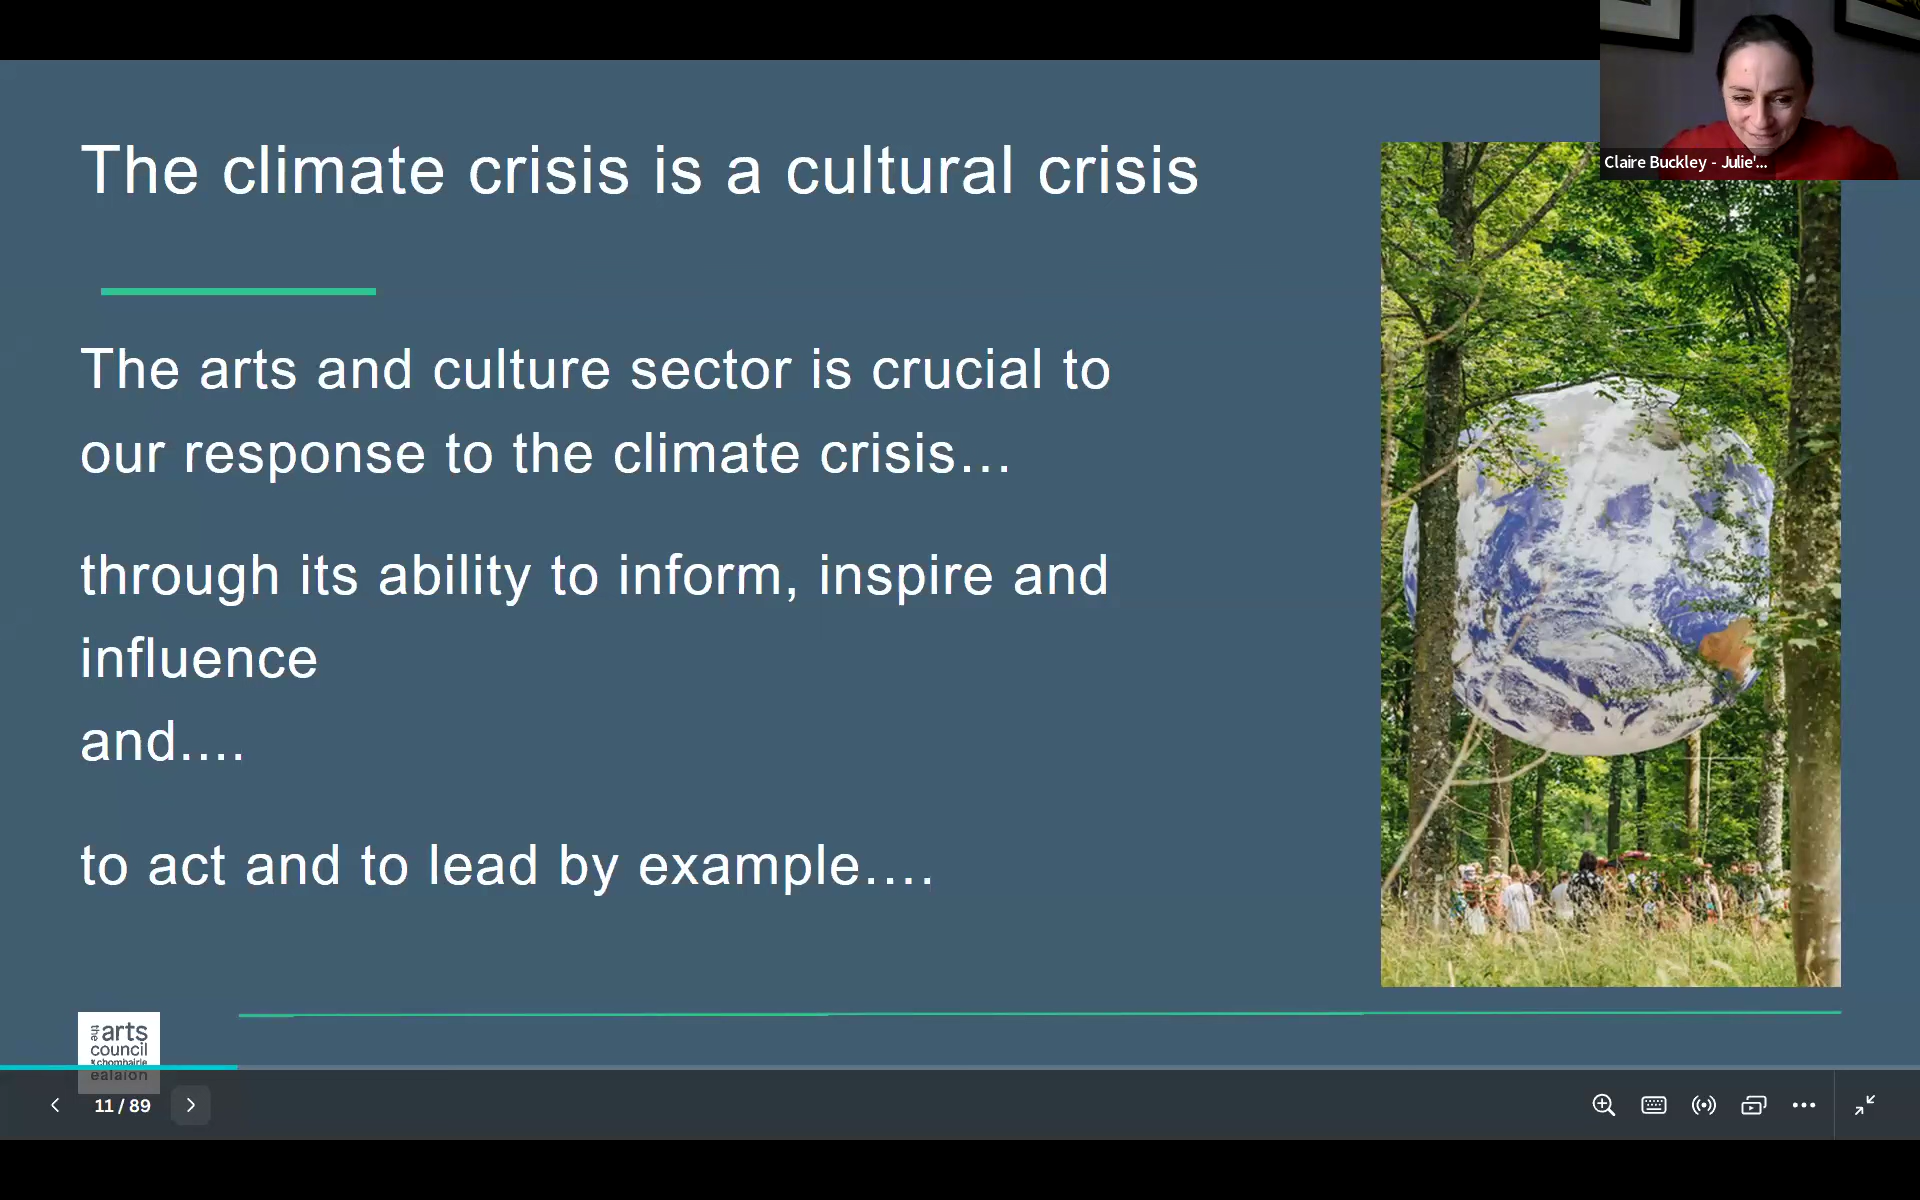 Claire Buckley - Julie'...
The climate crisis is a cultural crisis
The arts and culture sector is crucial to
our response to the climate crisis...
through its ability to inform, inspire and
influence
and....
to act and to lead by example....
the arts
council
chomhairle
ealaíon
11 / 89